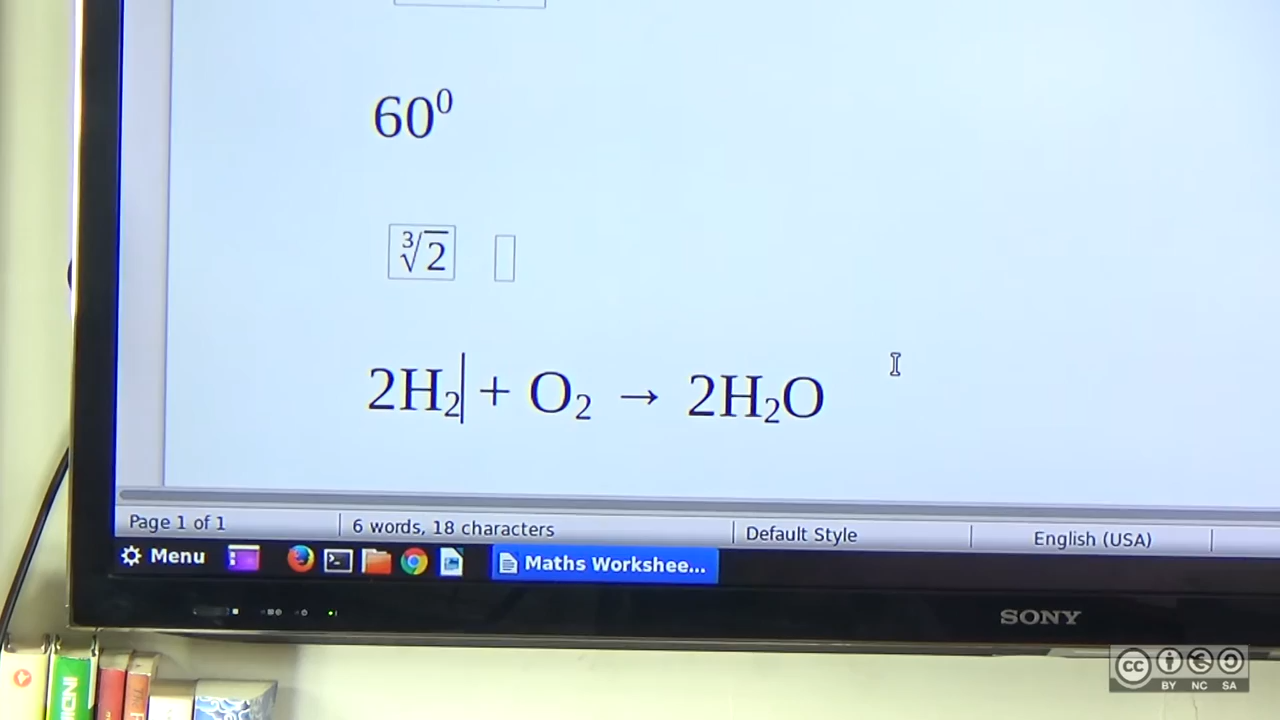 60⁰
∛2
2H₂ + O₂ → 2H₂O
Page 1 of 1 6 words, 18 characters Default Style English (USA)
Menu Maths Workshee...
SONY
cc BY NC SA